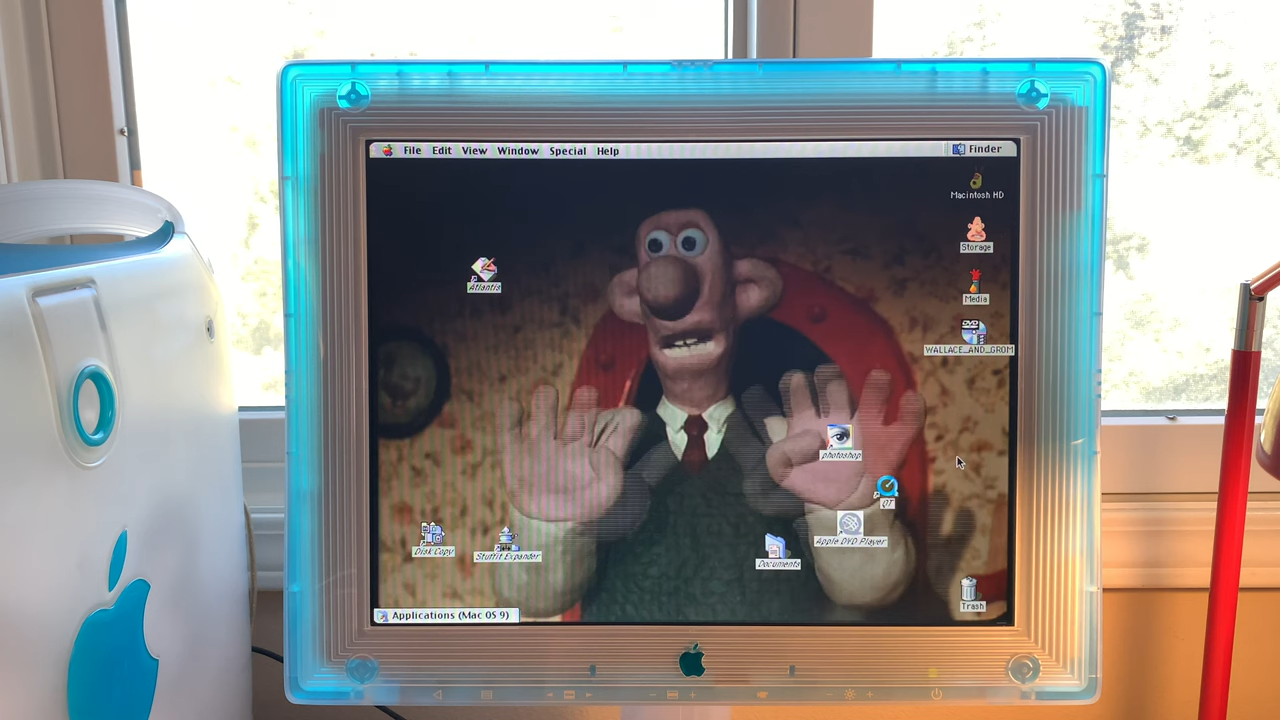 File Edit View Window Special Help
Finder
Macintosh HD
Storage
Media
DVD
WALLACE_AND_GROM
Atlantis
photoshop
QT
Apple DVD Player
Disk Copy
StuffIt Expander
Documents
Trash
Applications (Mac OS 9)